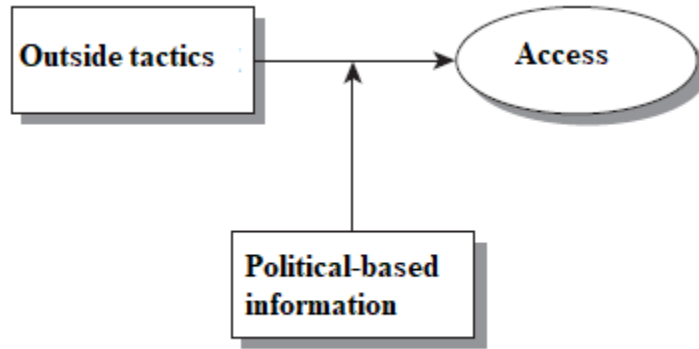 Outside tactics
Access
Political-based
information